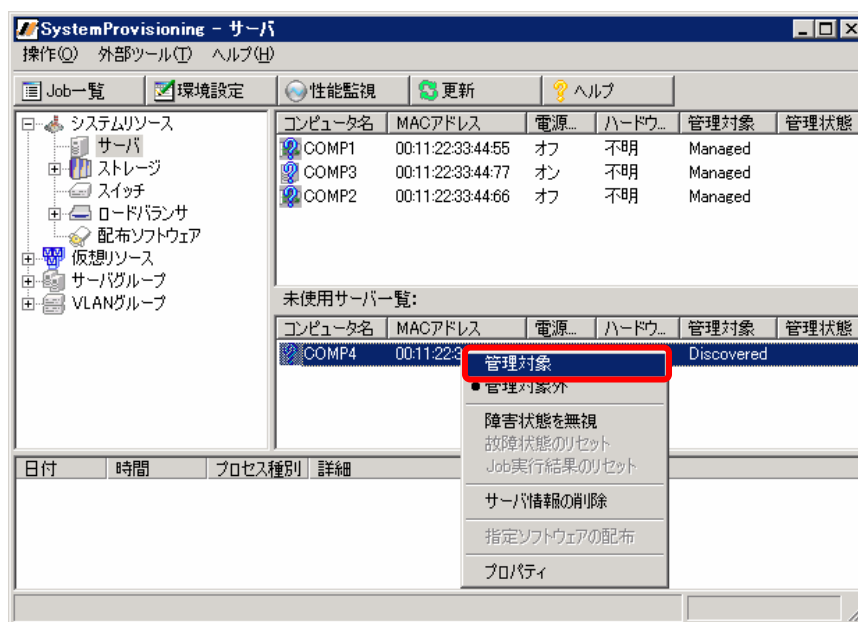 SystemProvisioning - サーバ
操作(O) 外部ツール(T) ヘルプ(H)
Job一覧 環境設定 性能監視 更新 ヘルプ
システムリソース
サーバ
ストレージ
スイッチ
ロードバランサ
配布ソフトウェア
仮想リソース
サーバグループ
VLANグループ
コンピュータ名 MACアドレス 電源... ハードウ... 管理対象 管理状態
COMP1 00:11:22:33:44:55 オフ 不明 Managed
COMP3 00:11:22:33:44:77 オン 不明 Managed
COMP2 00:11:22:33:44:66 オフ 不明 Managed
未使用サーバ一覧:
コンピュータ名 MACアドレス 電源... ハードウ... 管理対象 管理状態
COMP4 00:11:22:3 Discovered
管理対象
管理対象外
障害状態を無視
故障状態のリセット
Job実行結果のリセット
サーバ情報の削除
指定ソフトウェアの配布
プロパティ
日付 時間 プロセス種別 詳細